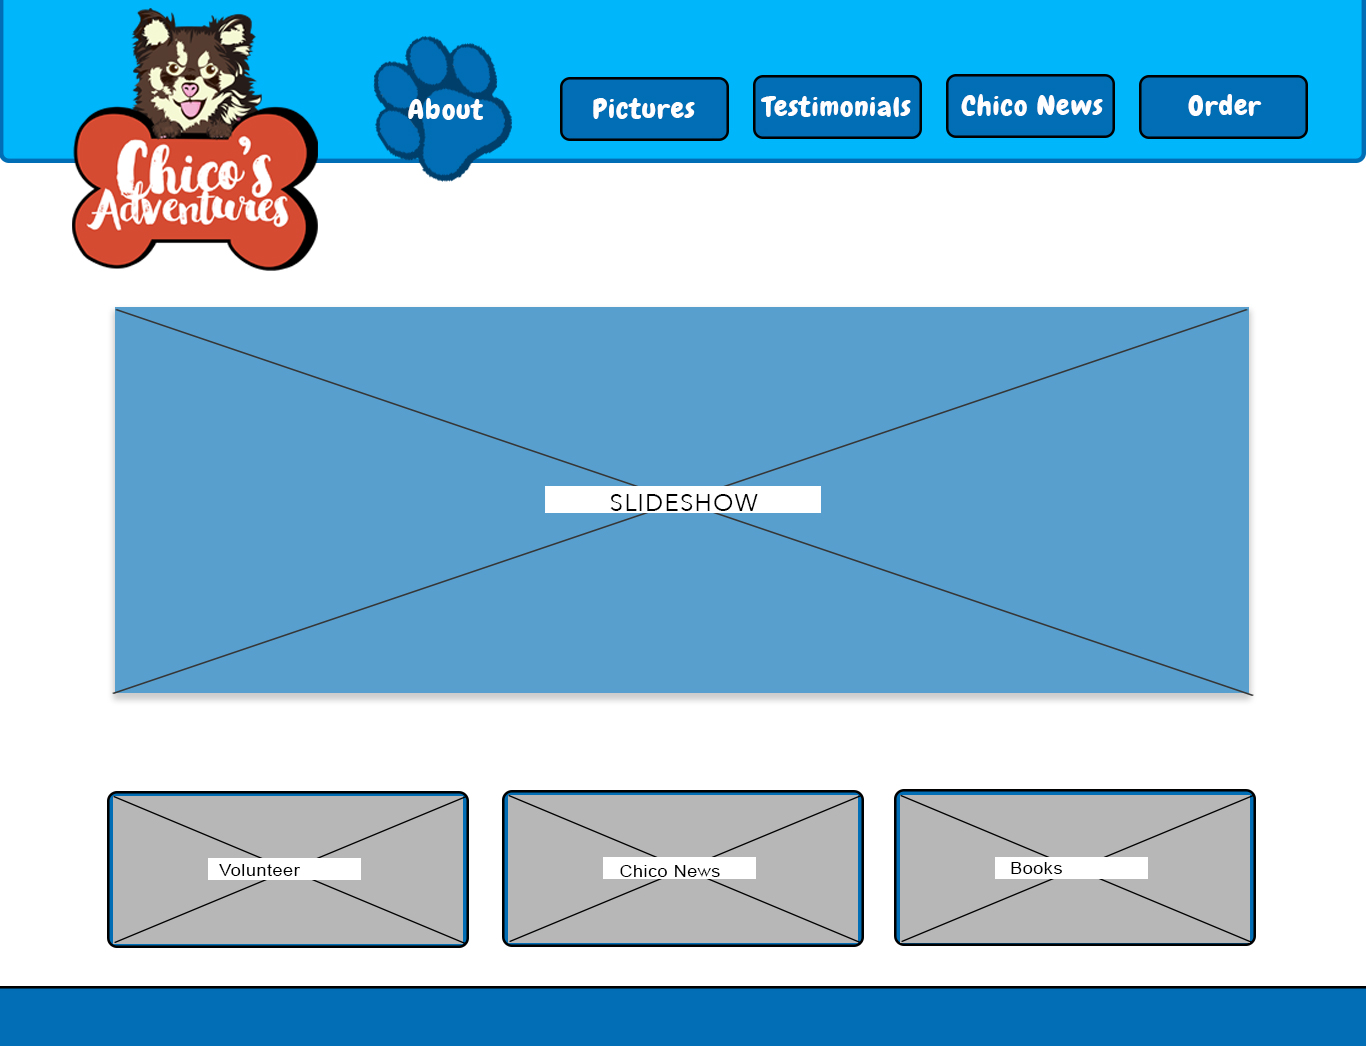 About
Pictures
Testimonials
Chico News
Order
Chico's
Adventures
SLIDESHOW
Volunteer
Chico News
Books